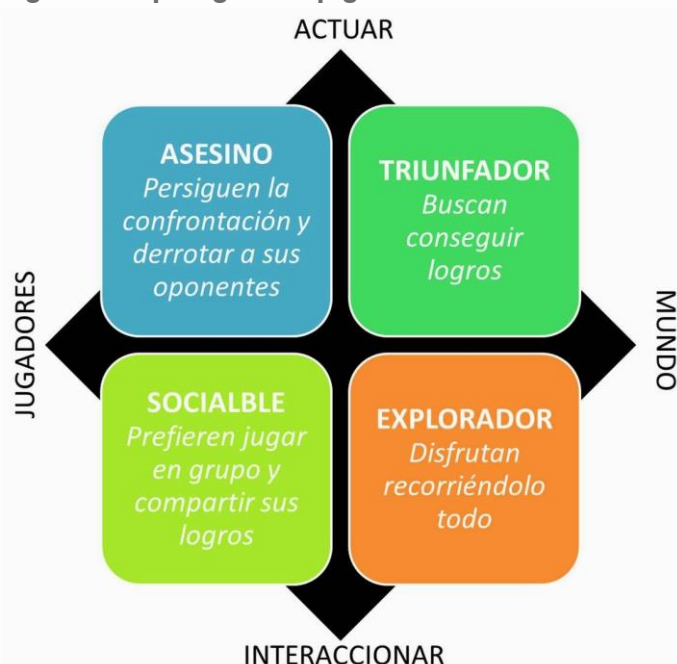 ACTUAR
ASESINO
Persiguen la
confrontación y
derrotar a sus
oponentes
TRIUNFADOR
Buscan
conseguir
logros
JUGADORES
MUNDO
SOCIALBLE
Prefieren jugar
en grupo y
compartir sus
logros
EXPLORADOR
Disfrutan
recorriéndolo
todo
INTERACCIONAR